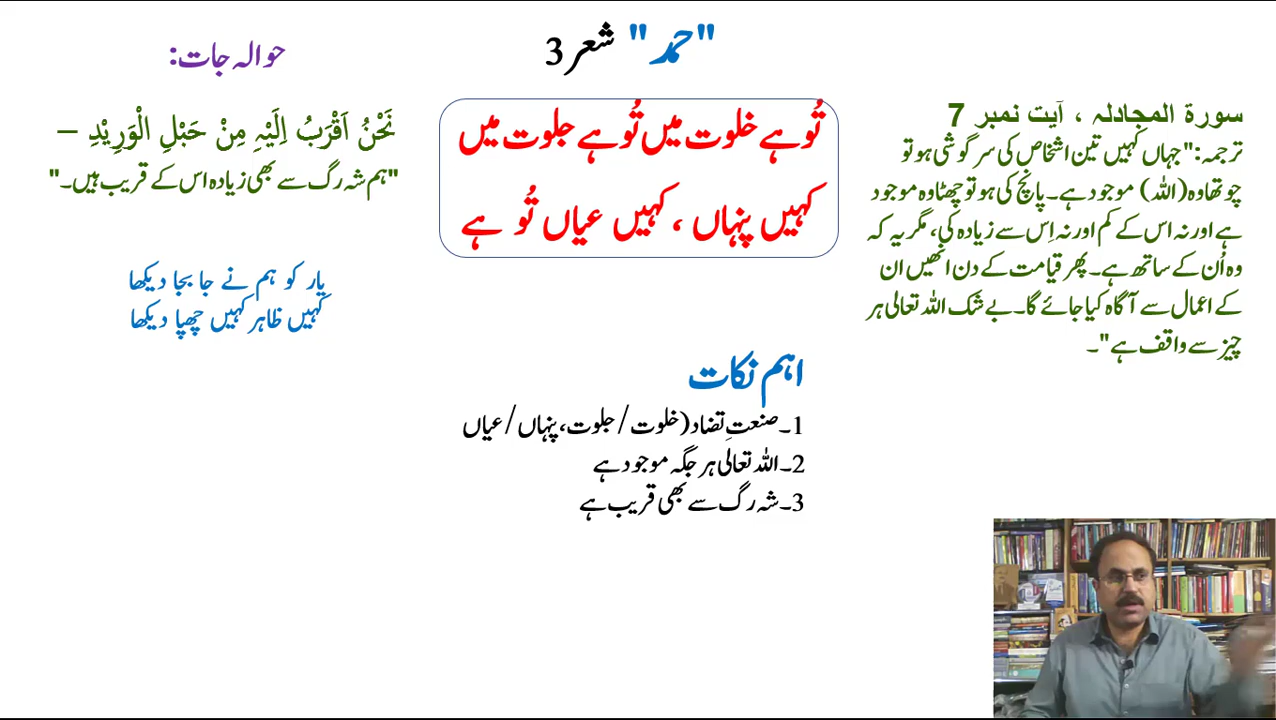 "حمد" شعر 3
تُو ہے خلوت میں تُو ہے جلوت میں
کہیں پنہاں ، کہیں عیاں تُو ہے
سورۃ المجادلہ ، آیت نمبر 7
ترجمہ:"جہاں کہیں تین اشخاص کی سرگوشی ہو تو
چوتھا وہ (اللہ) موجود ہے۔ پانچ کی ہو تو چھٹا وہ موجود
ہے اور نہ اس کے کم اور نہ اِس سے زیادہ کی، مگر یہ کہ
وہ اُن کے ساتھ ہے۔ پھر قیامت کے دن انھیں ان
کے اعمال سے آگاہ کیا جائے گا۔ بے شک اللہ تعالٰی ہر
چیز سے واقف ہے"۔
حوالہ جات:
نَحْنُ اَقْرَبُ اِلَیْہِ مِنْ حَبْلِ الْوَرِیْدِ –
"ہم شہ رگ سے بھی زیادہ اس کے قریب ہیں۔"
یار کو ہم نے جا بجا دیکھا
کہیں ظاہر کہیں چھپا دیکھا
اہم نکات
1۔ صنعتِ تضاد (خلوت/جلوت، پنہاں/عیاں
2۔ اللہ تعالٰی ہر جگہ موجود ہے
3۔ شہ رگ سے بھی قریب ہے